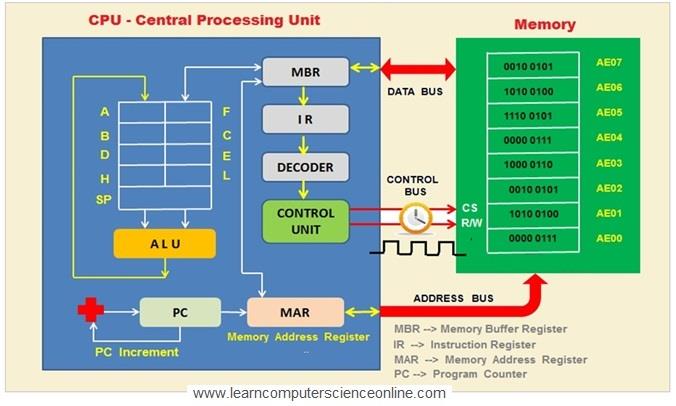 CPU - Central Processing Unit
Memory
MBR
DATA BUS
I R
DECODER
CONTROL
UNIT
A F
B C
D E
H L
SP
A L U
CONTROL
BUS
CS
R/W
0010 0101 AE07
1010 0100 AE06
1110 0101 AE05
0000 0111 AE04
1000 0110 AE03
0010 0101 AE02
1010 0100 AE01
0000 0111 AE00
PC
PC Increment
MAR
Memory Address Register
..
ADDRESS BUS
MBR --> Memory Buffer Register
IR --> Instruction Register
MAR --> Memory Address Register
PC --> Program Counter
www.learncomputerscienceonline.com